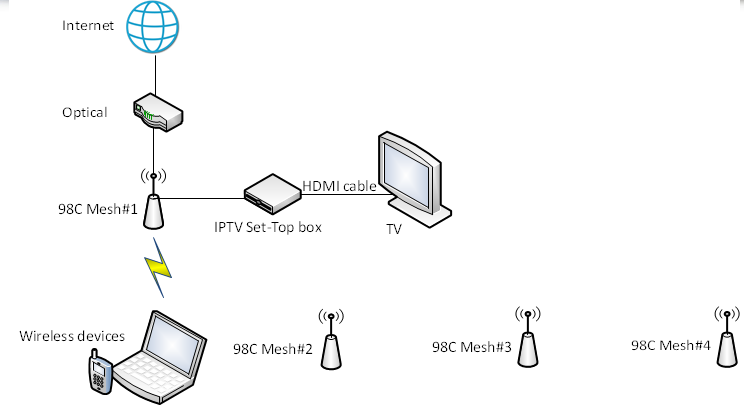 Internet
Optical
98C Mesh#1
HDMI cable
IPTV Set-Top box
TV
Wireless devices
98C Mesh#2
98C Mesh#3
98C Mesh#4